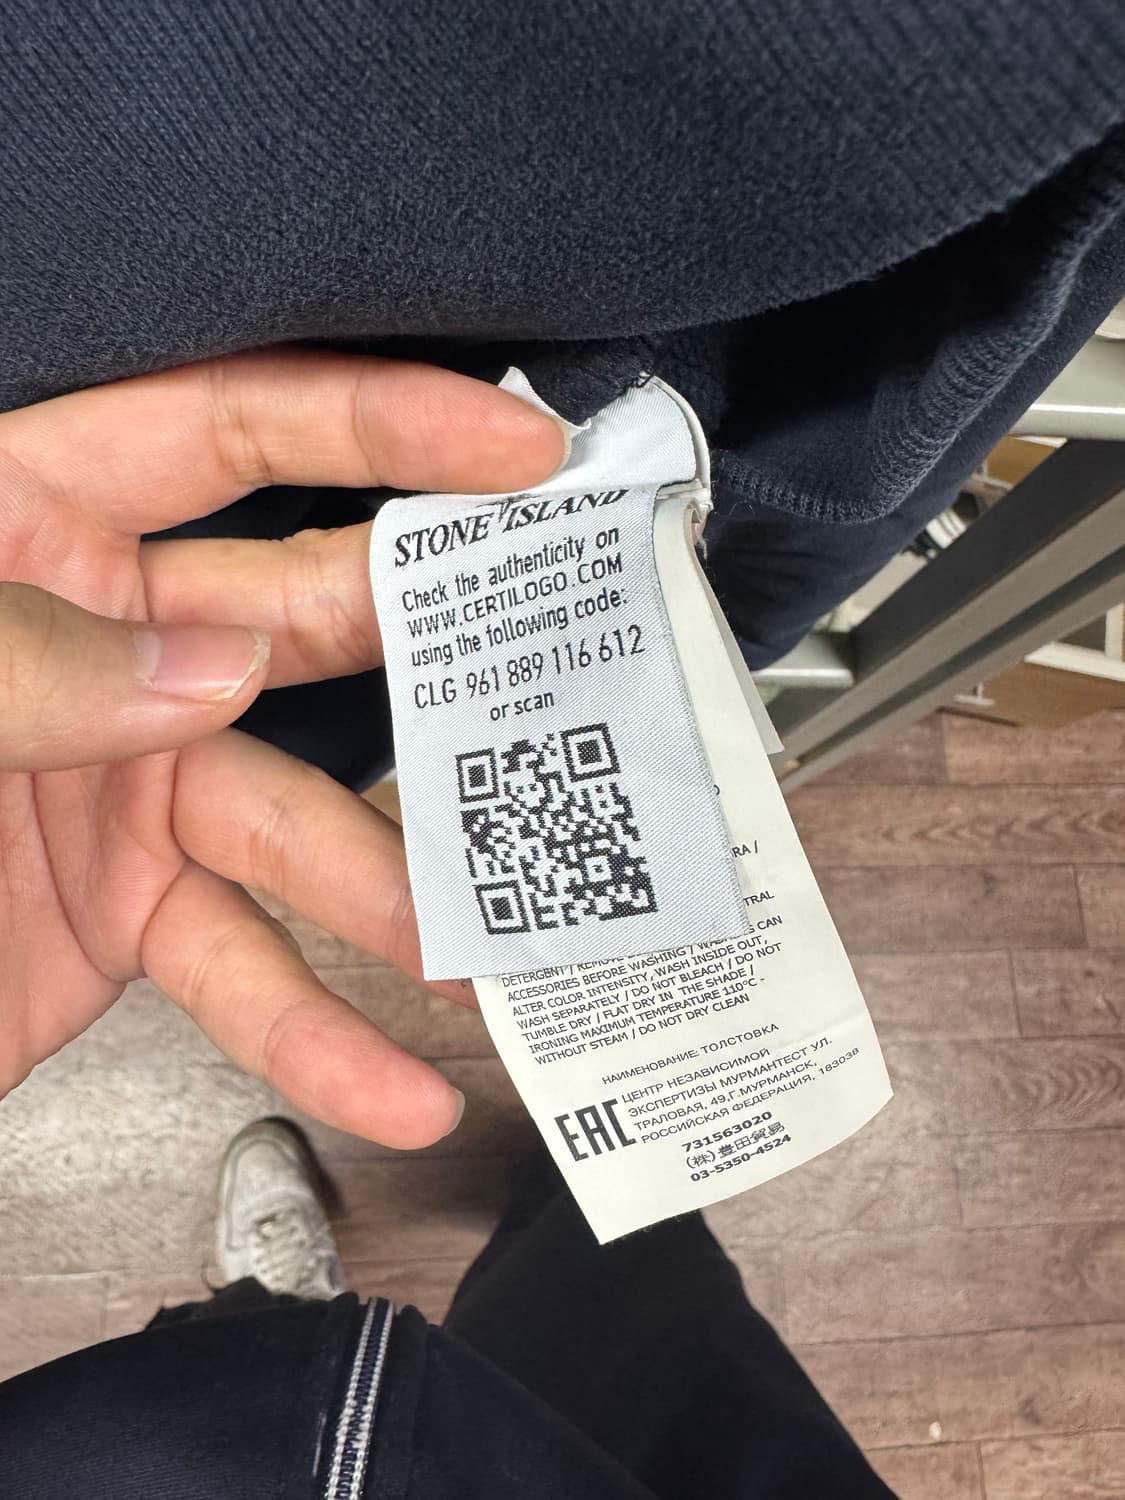 STONE ISLAND
Check the authenticity on
WWW.CERTILOGO.COM
using the following code:
CLG 961 889 116 612
or scan
RA /
TRAL
CAN
DETERGENT / REMOVE
ACCESSORIES BEFORE WASHING /
ALTER COLOR INTENSITY, WASH INSIDE OUT,
WASH SEPARATELY / DO NOT BLEACH / DO NOT
TUMBLE DRY / FLAT DRY IN THE SHADE /
IRONING MAXIMUM TEMPERATURE 110°C -
WITHOUT STEAM / DO NOT DRY CLEAN
НАИМЕНОВАНИЕ: ТОЛСТОВКА
EAC
ЦЕНТР НЕЗАВИСИМОЙ
ЭКСПЕРТИЗЫ МУРМАНТЕСТ УЛ.
ТРАЛОВАЯ, 49,Г.МУРМАНСК,
РОССИЙСКАЯ ФЕДЕРАЦИЯ, 183038
731563020
(株)豊田貿易
03-5350-4524